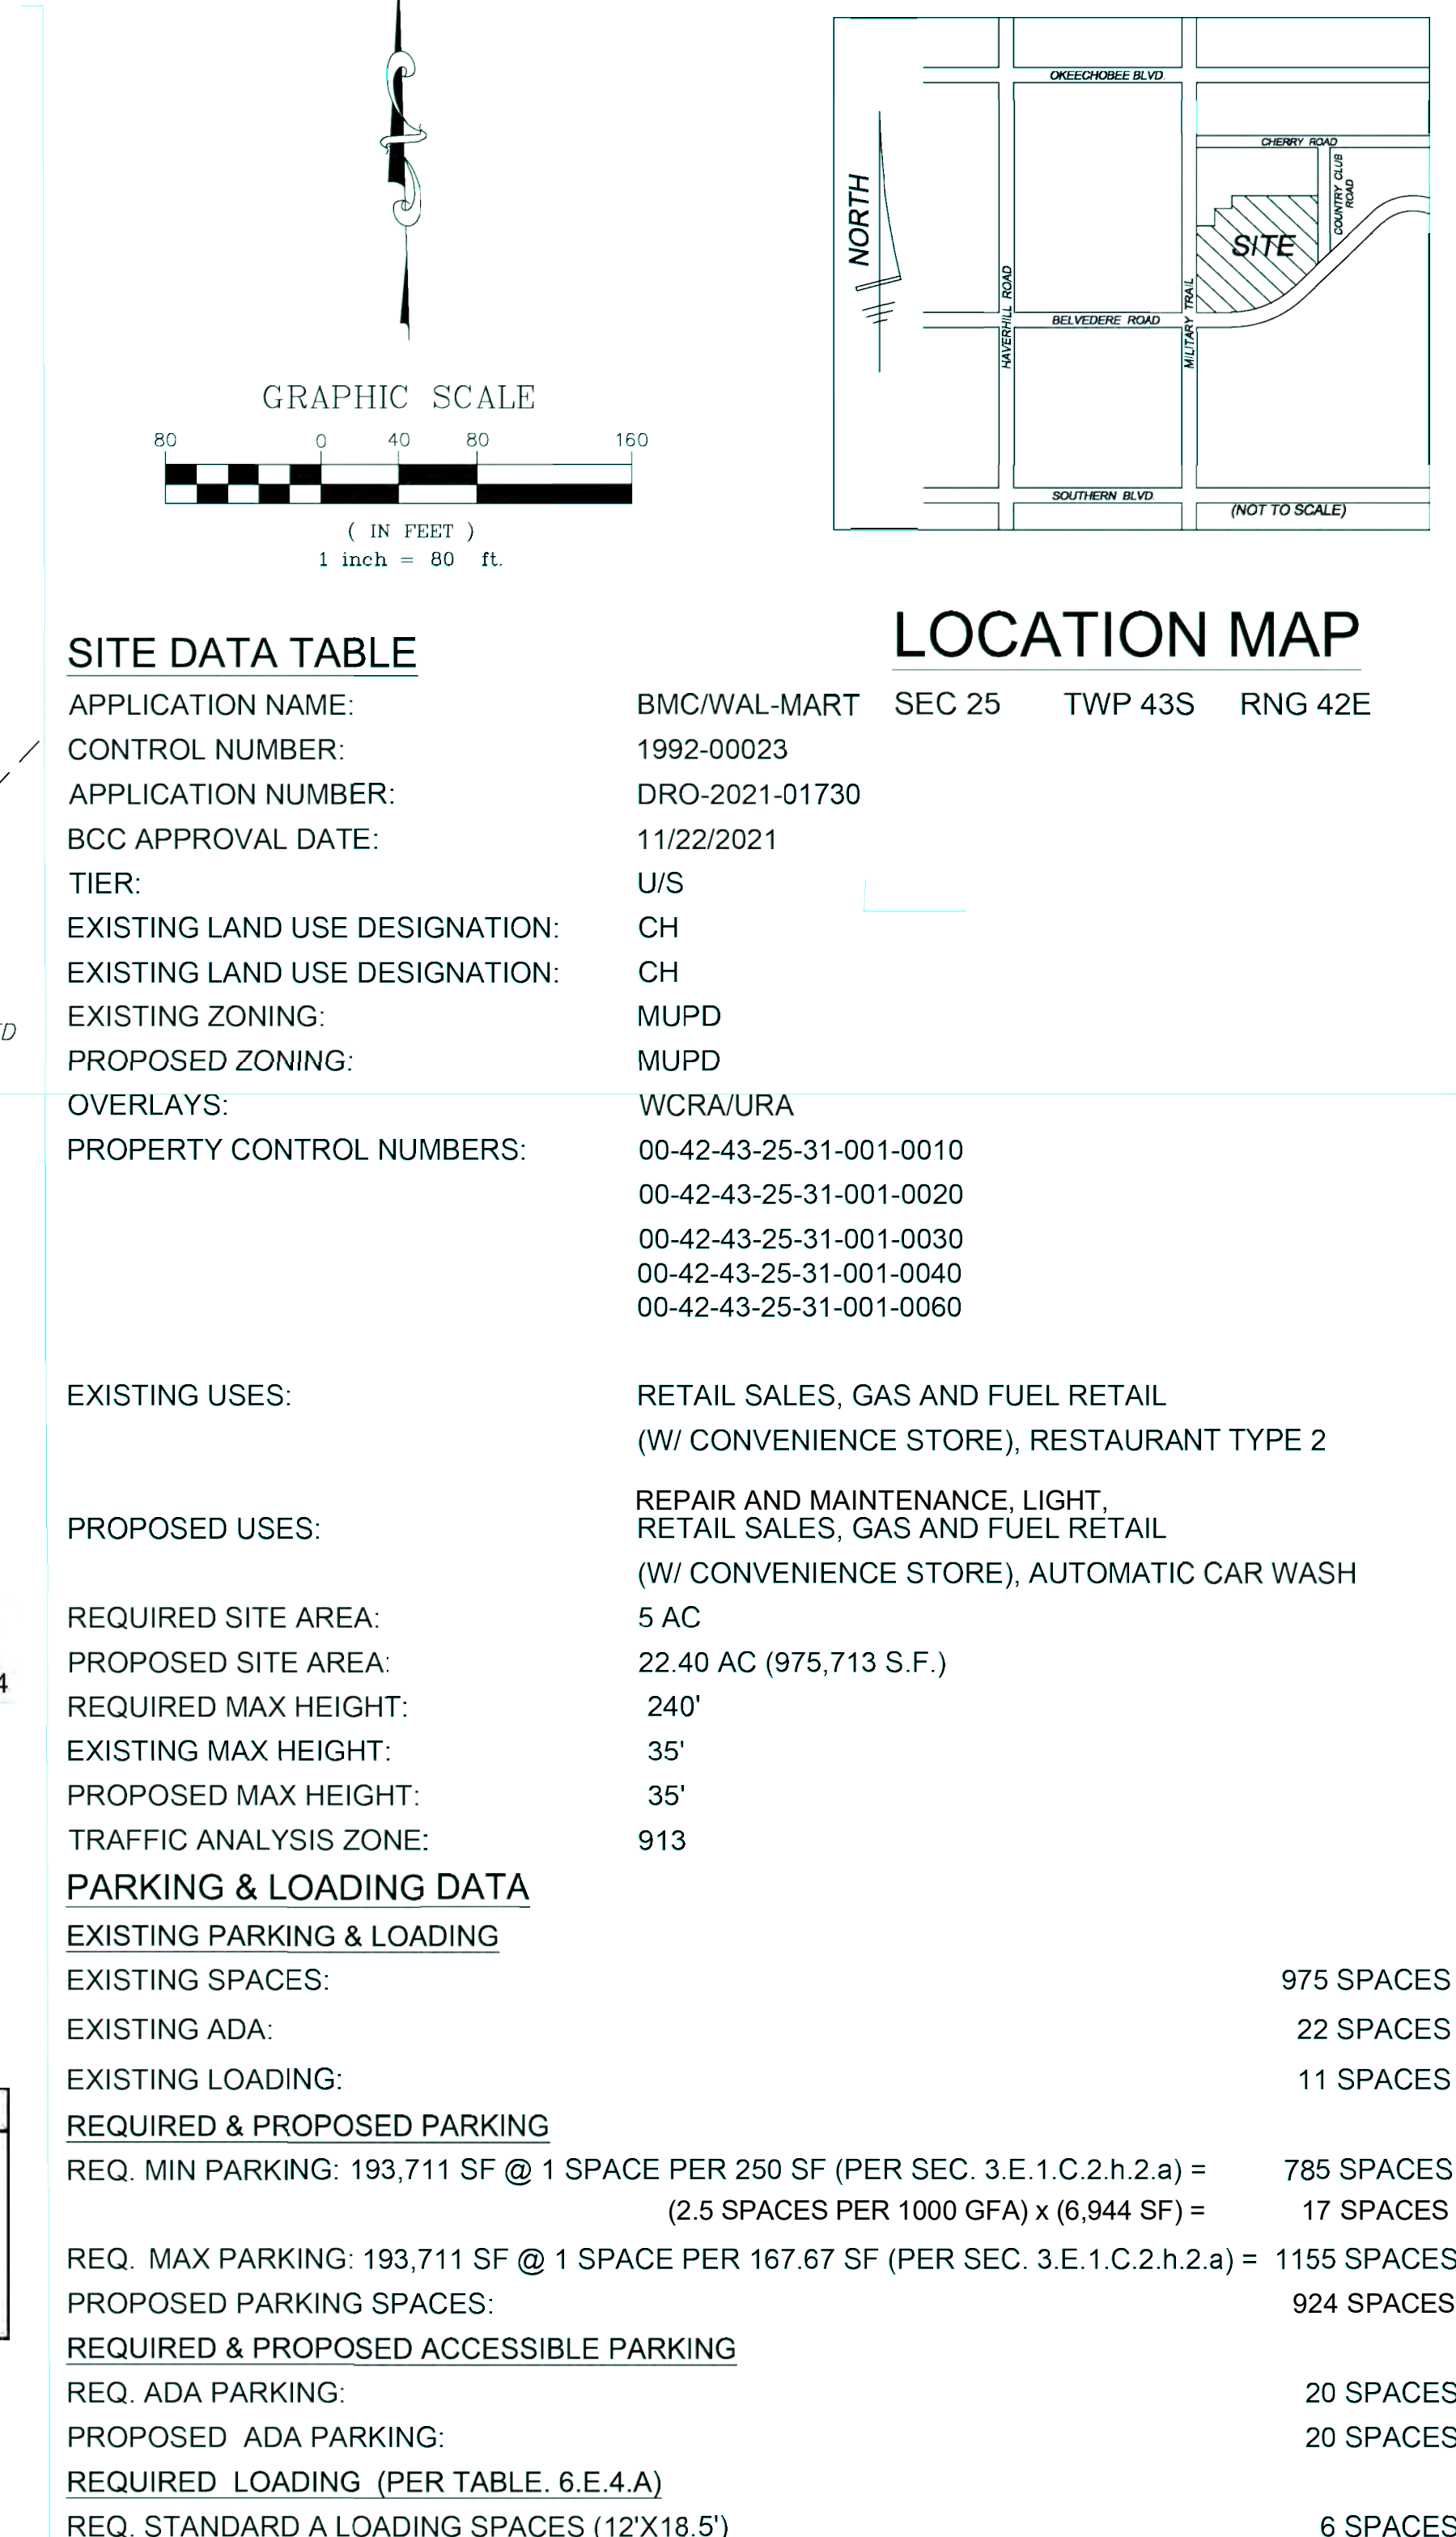 GRAPHIC SCALE
80 0 40 80 160
( IN FEET )
1 inch = 80 ft.
OKEECHOBEE BLVD.
CHERRY ROAD
COUNTRY CLUB
ROAD
NORTH
SITE
HAVERHILL ROAD
MILITARY TRAIL
BELVEDERE ROAD
SOUTHERN BLVD.
(NOT TO SCALE)
LOCATION MAP
SEC 25 TWP 43S RNG 42E
SITE DATA TABLE
APPLICATION NAME: BMC/WAL-MART
CONTROL NUMBER: 1992-00023
APPLICATION NUMBER: DRO-2021-01730
BCC APPROVAL DATE: 11/22/2021
TIER: U/S
EXISTING LAND USE DESIGNATION: CH
EXISTING LAND USE DESIGNATION: CH
EXISTING ZONING: MUPD
PROPOSED ZONING: MUPD
OVERLAYS: WCRA/URA
PROPERTY CONTROL NUMBERS: 00-42-43-25-31-001-0010
00-42-43-25-31-001-0020
00-42-43-25-31-001-0030
00-42-43-25-31-001-0040
00-42-43-25-31-001-0060
EXISTING USES: RETAIL SALES, GAS AND FUEL RETAIL
(W/ CONVENIENCE STORE), RESTAURANT TYPE 2
REPAIR AND MAINTENANCE, LIGHT,
PROPOSED USES: RETAIL SALES, GAS AND FUEL RETAIL
(W/ CONVENIENCE STORE), AUTOMATIC CAR WASH
REQUIRED SITE AREA: 5 AC
PROPOSED SITE AREA: 22.40 AC (975,713 S.F.)
REQUIRED MAX HEIGHT: 240'
EXISTING MAX HEIGHT: 35'
PROPOSED MAX HEIGHT: 35'
TRAFFIC ANALYSIS ZONE: 913
PARKING & LOADING DATA
EXISTING PARKING & LOADING
EXISTING SPACES: 975 SPACES
EXISTING ADA: 22 SPACES
EXISTING LOADING: 11 SPACES
REQUIRED & PROPOSED PARKING
REQ. MIN PARKING: 193,711 SF @ 1 SPACE PER 250 SF (PER SEC. 3.E.1.C.2.h.2.a) = 785 SPACES
(2.5 SPACES PER 1000 GFA) x (6,944 SF) = 17 SPACES
REQ. MAX PARKING: 193,711 SF @ 1 SPACE PER 167.67 SF (PER SEC. 3.E.1.C.2.h.2.a) = 1155 SPACES
PROPOSED PARKING SPACES: 924 SPACES
REQUIRED & PROPOSED ACCESSIBLE PARKING
REQ. ADA PARKING: 20 SPACES
PROPOSED ADA PARKING: 20 SPACES
REQUIRED LOADING (PER TABLE. 6.E.4.A)
REQ. STANDARD A LOADING SPACES (12'X18.5') 6 SPACES